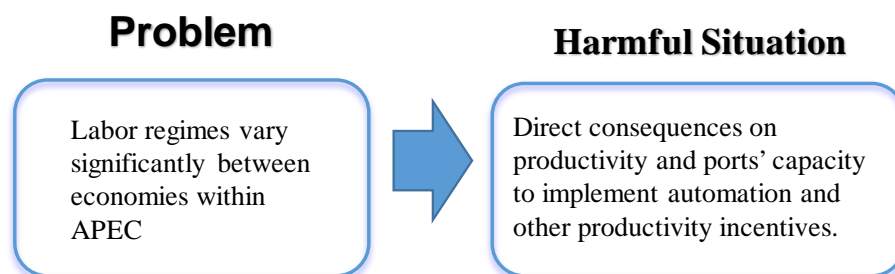 Problem
Harmful Situation
Labor regimes vary
significantly between
economies within
APEC
Direct consequences on
productivity and ports’ capacity
to implement automation and
other productivity incentives.